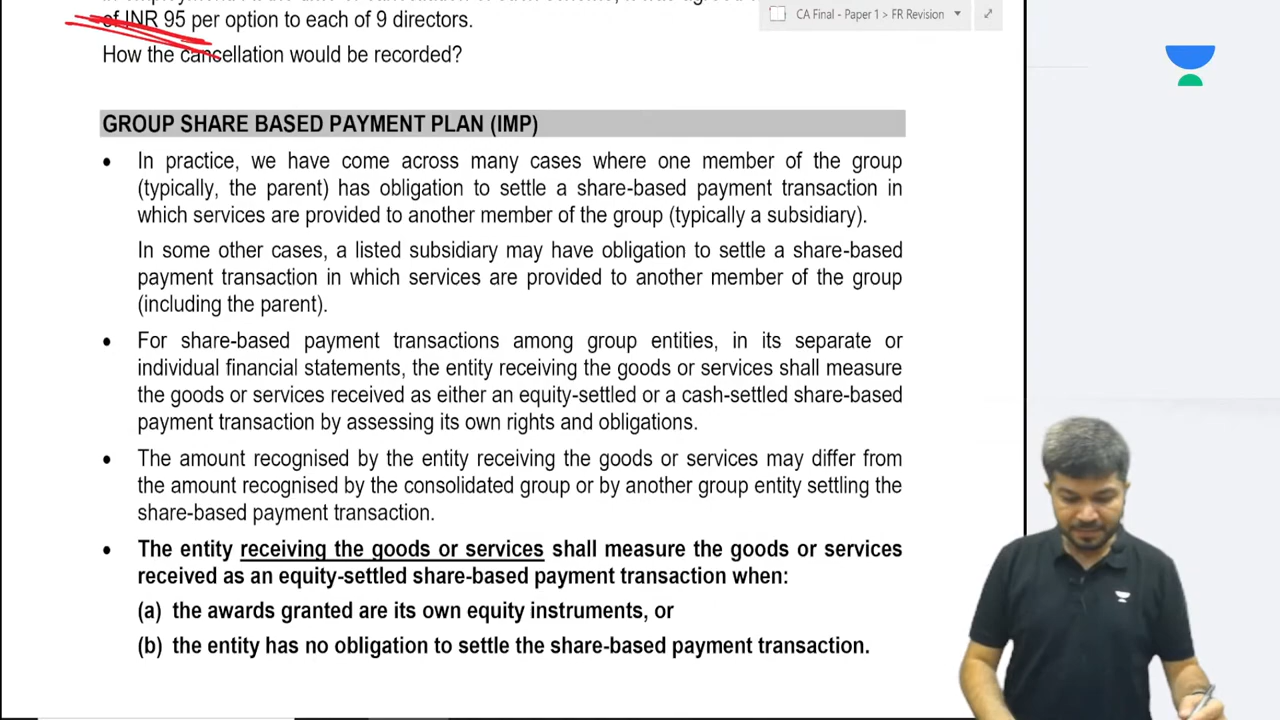 of INR 95 per option to each of 9 directors.
CA Final - Paper 1 > FR Revision
How the cancellation would be recorded?
GROUP SHARE BASED PAYMENT PLAN (IMP)
• In practice, we have come across many cases where one member of the group
(typically, the parent) has obligation to settle a share-based payment transaction in
which services are provided to another member of the group (typically a subsidiary).
In some other cases, a listed subsidiary may have obligation to settle a share-based
payment transaction in which services are provided to another member of the group
(including the parent).
• For share-based payment transactions among group entities, in its separate or
individual financial statements, the entity receiving the goods or services shall measure
the goods or services received as either an equity-settled or a cash-settled share-based
payment transaction by assessing its own rights and obligations.
• The amount recognised by the entity receiving the goods or services may differ from
the amount recognised by the consolidated group or by another group entity settling the
share-based payment transaction.
• The entity receiving the goods or services shall measure the goods or services
received as an equity-settled share-based payment transaction when:
(a) the awards granted are its own equity instruments, or
(b) the entity has no obligation to settle the share-based payment transaction.